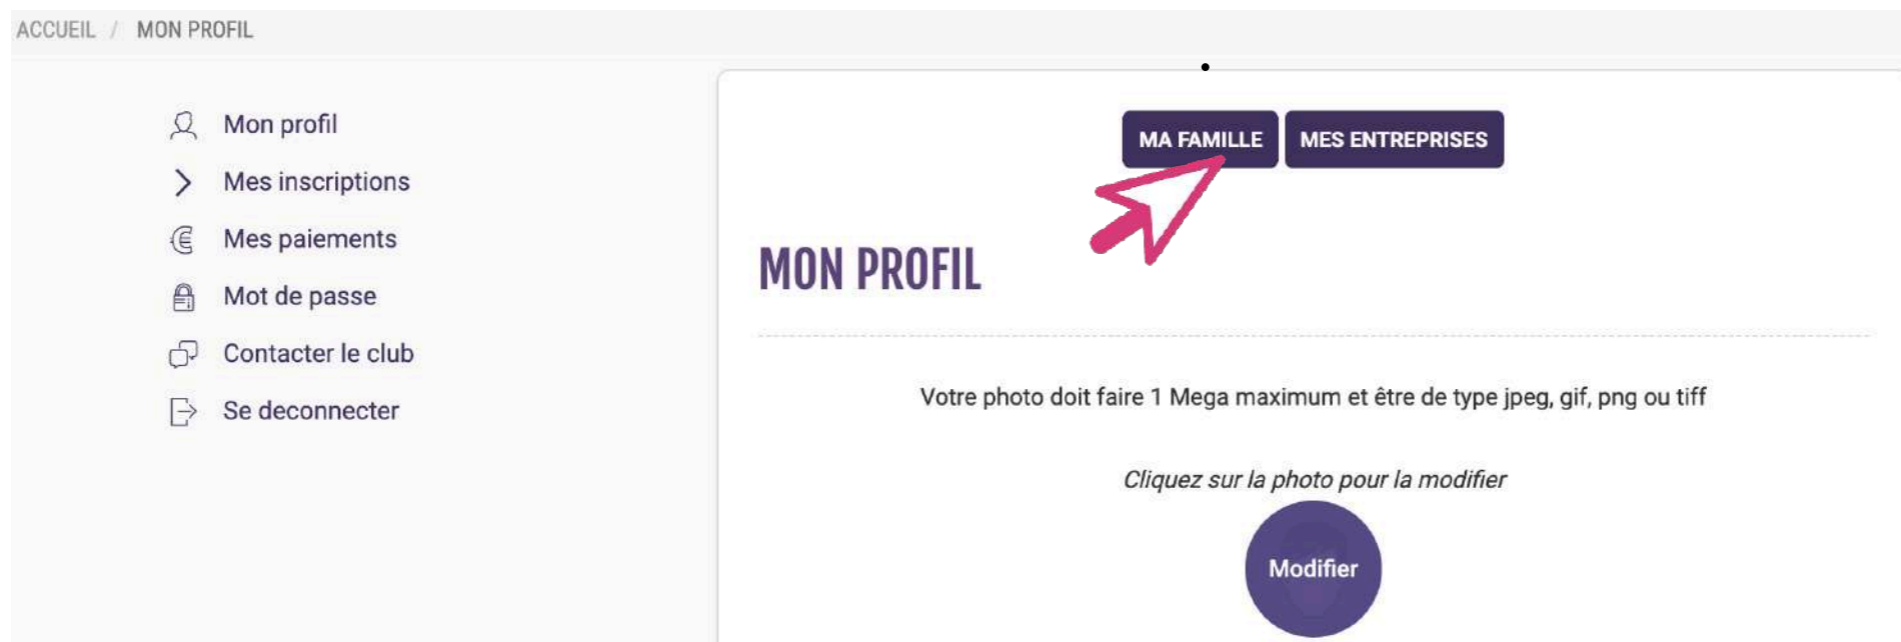 ACCUEIL / MON PROFIL
Mon profil
Mes inscriptions
Mes paiements
Mot de passe
Contacter le club
Se deconnecter
MA FAMILLE MES ENTREPRISES
MON PROFIL
Votre photo doit faire 1 Mega maximum et être de type jpeg, gif, png ou tiff
Cliquez sur la photo pour la modifier
Modifier